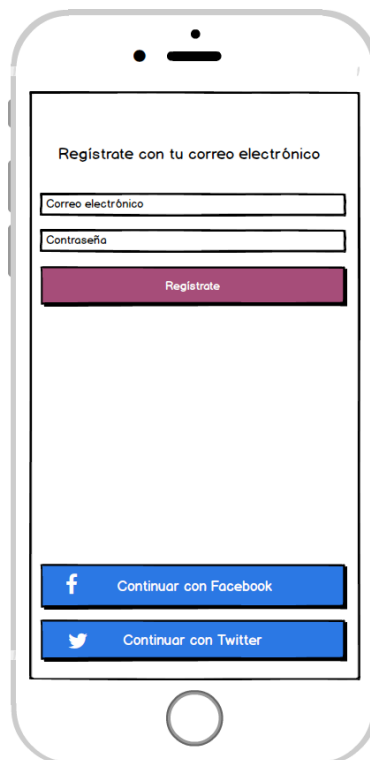 Regístrate con tu correo electrónico
Correo electrónico
Contraseña
Regístrate
Continuar con Facebook
Continuar con Twitter